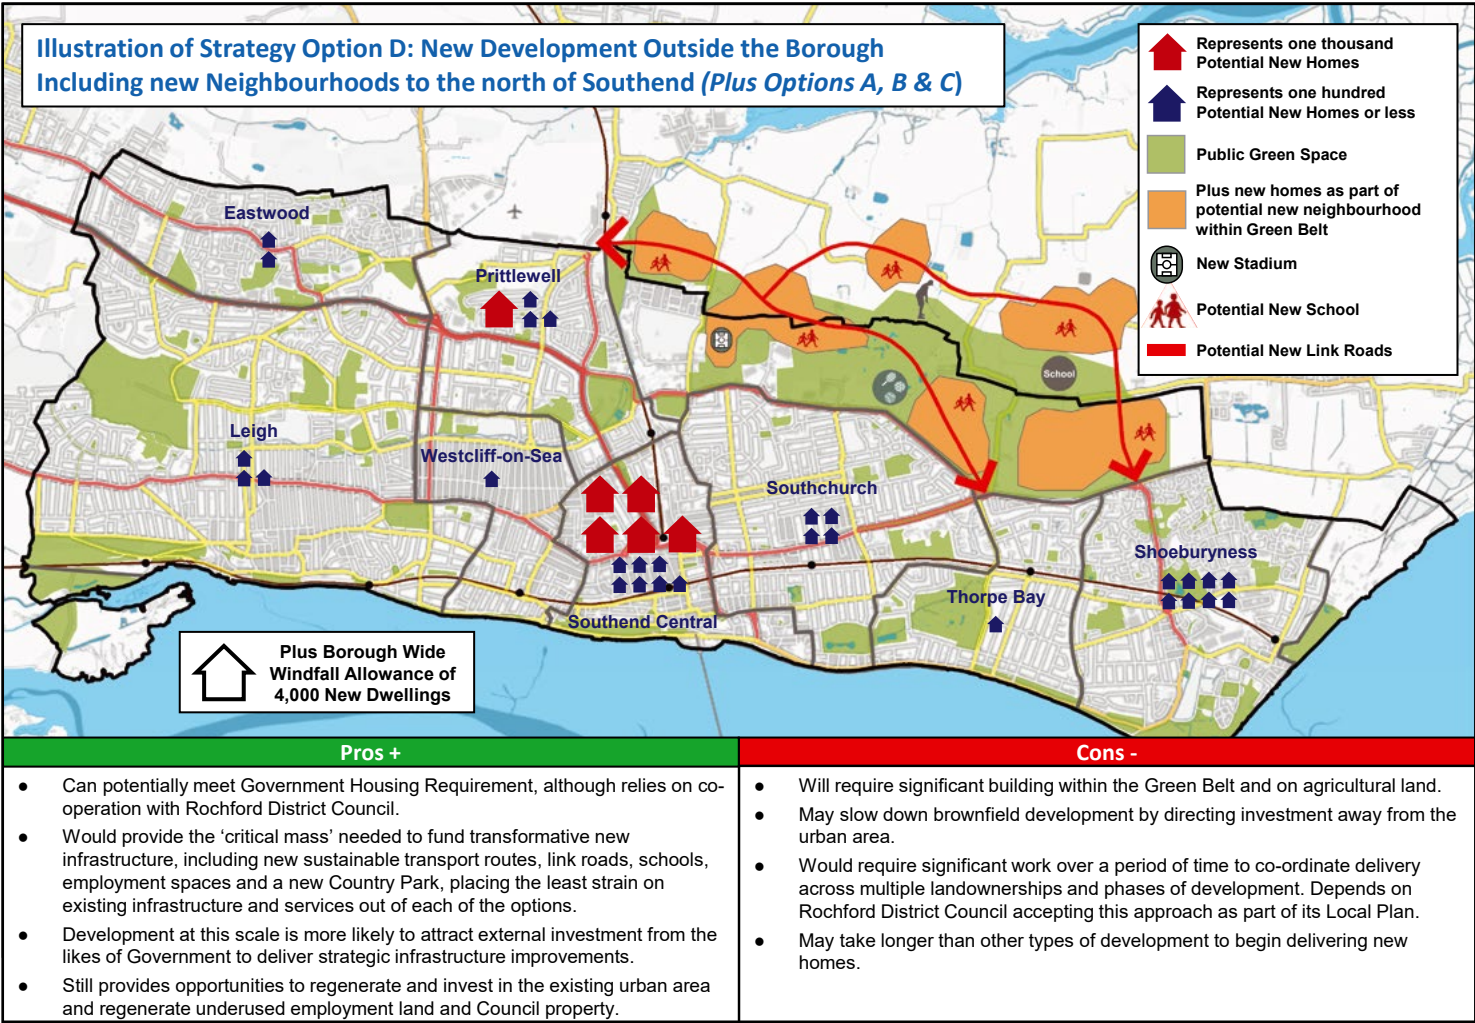 Illustration of Strategy Option D: New Development Outside the Borough
Including new Neighbourhoods to the north of Southend (Plus Options A, B & C)
Represents one thousand
Potential New Homes
Represents one hundred
Potential New Homes or less
Public Green Space
Plus new homes as part of
potential new neighbourhood
within Green Belt
New Stadium
Potential New School
Potential New Link Roads
Eastwood
Prittlewell
School
Leigh
Westcliff-on-Sea
Southchurch
Shoeburyness
Thorpe Bay
Southend Central
Plus Borough Wide
Windfall Allowance of
4,000 New Dwellings
Pros +
● Can potentially meet Government Housing Requirement, although relies on co-
operation with Rochford District Council.
● Would provide the ‘critical mass’ needed to fund transformative new
infrastructure, including new sustainable transport routes, link roads, schools,
employment spaces and a new Country Park, placing the least strain on
existing infrastructure and services out of each of the options.
● Development at this scale is more likely to attract external investment from the
likes of Government to deliver strategic infrastructure improvements.
● Still provides opportunities to regenerate and invest in the existing urban area
and regenerate underused employment land and Council property.
Cons -
● Will require significant building within the Green Belt and on agricultural land.
● May slow down brownfield development by directing investment away from the
urban area.
● Would require significant work over a period of time to co-ordinate delivery
across multiple landownerships and phases of development. Depends on
Rochford District Council accepting this approach as part of its Local Plan.
● May take longer than other types of development to begin delivering new
homes.